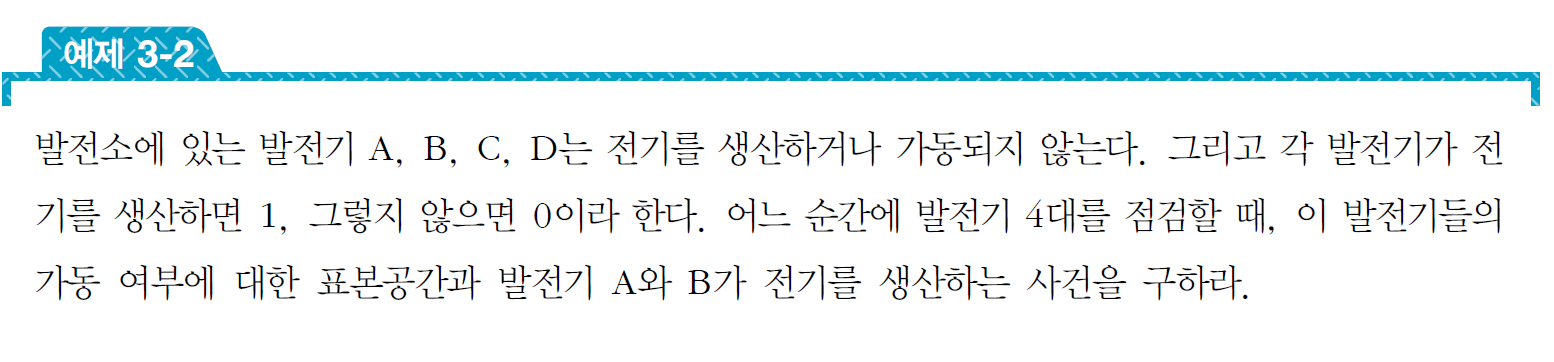 예제 3-2
발전소에 있는 발전기 A, B, C, D는 전기를 생산하거나 가동되지 않는다. 그리고 각 발전기가 전
기를 생산하면 1, 그렇지 않으면 0이라 한다. 어느 순간에 발전기 4대를 점검할 때, 이 발전기들의
가동 여부에 대한 표본공간과 발전기 A와 B가 전기를 생산하는 사건을 구하라.